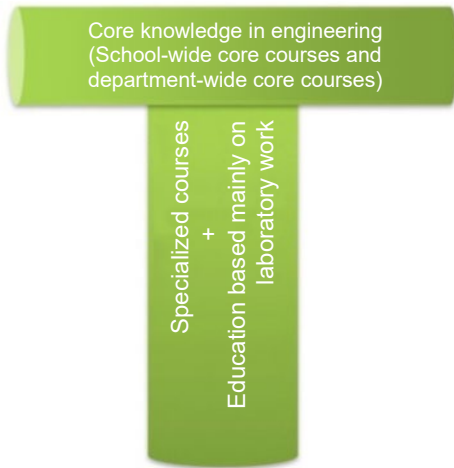 Core knowledge in engineering
(School-wide core courses and
department-wide core courses)
Specialized courses
+
Education based mainly on
laboratory work